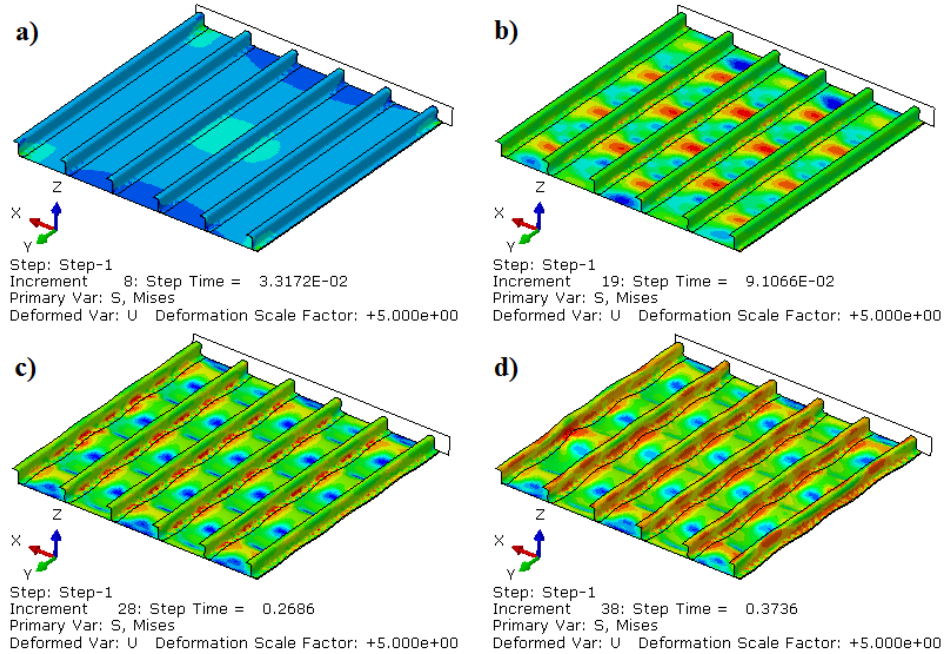 a)
Z
X
Y
Step: Step-1
Increment 8: Step Time = 3.3172E-02
Primary Var: S, Mises
Deformed Var: U Deformation Scale Factor: +5.000e+00
b)
Z
X
Y
Step: Step-1
Increment 19: Step Time = 9.1066E-02
Primary Var: S, Mises
Deformed Var: U Deformation Scale Factor: +5.000e+00
c)
Z
X
Y
Step: Step-1
Increment 28: Step Time = 0.2686
Primary Var: S, Mises
Deformed Var: U Deformation Scale Factor: +5.000e+00
d)
Z
X
Y
Step: Step-1
Increment 38: Step Time = 0.3736
Primary Var: S, Mises
Deformed Var: U Deformation Scale Factor: +5.000e+00